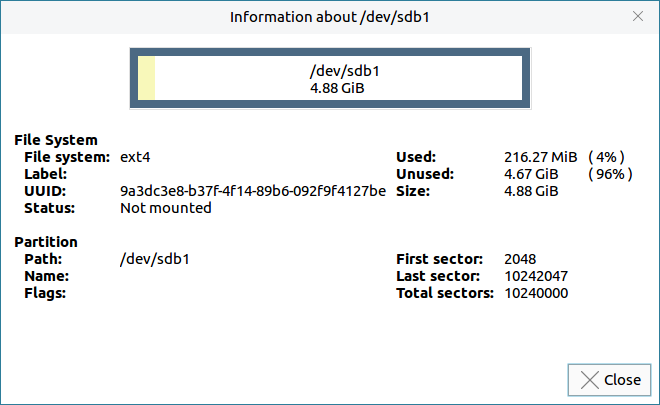 Information about /dev/sdb1
/dev/sdb1
4.88 GiB
File System
File system: ext4 Used: 216.27 MiB ( 4% )
Label: Unused: 4.67 GiB ( 96% )
UUID: 9a3dc3e8-b37f-4f14-89b6-092f9f4127be Size: 4.88 GiB
Status: Not mounted
Partition
Path: /dev/sdb1 First sector: 2048
Name: Last sector: 10242047
Flags: Total sectors: 10240000
Close